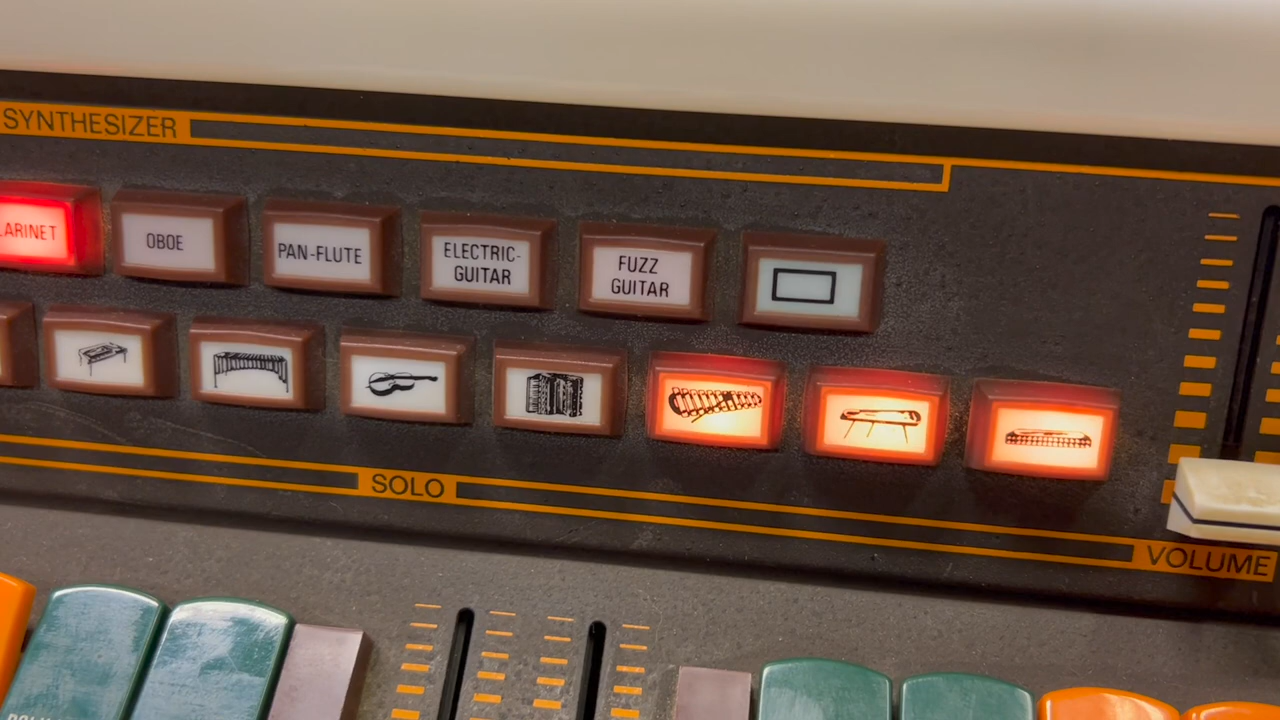 SYNTHESIZER
LARINET
OBOE
PAN-FLUTE
ELECTRIC-
GUITAR
FUZZ
GUITAR
SOLO
VOLUME